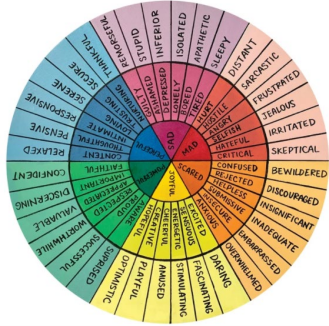 REMORSEFUL
STUPID
INFERIOR
ISOLATED
APATHETIC
SLEEPY
DISTANT
SARCASTIC
FRUSTRATED
JEALOUS
IRRITATED
SKEPTICAL
BEWILDERED
DISCOURAGED
INSIGNIFICANT
INADEQUATE
EMBARRASSED
OVERWHELMED
DARING
FASCINATING
STIMULATING
AMUSED
PLAYFUL
OPTIMISTIC
SUPRISED
SUCCESSFUL
WORTHWHILE
VALUABLE
DISCERNING
CONFIDENT
RELAXED
PENSIVE
RESPONSIVE
SERENE
SECURE
THANKFUL
GUILTY
ASHAMED
DEPRESSED
LONELY
BORED
TIRED
HURT
HOSTILE
ANGRY
SELFISH
HATEFUL
CRITICAL
CONFUSED
REJECTED
HELPLESS
SUBMISSIVE
INSECURE
ANXIOUS
EXCITED
ENERGETIC
CHEERFUL
CREATIVE
HOPEFUL
AWARE
PROUD
RESPECTED
APPRECIATED
IMPORTANT
FAITHFUL
CONTENT
THOUGHTFUL
INTIMATE
LOVING
TRUSTING
NURTURING
SAD
MAD
SCARED
JOYFUL
POWERFUL
PEACEFUL